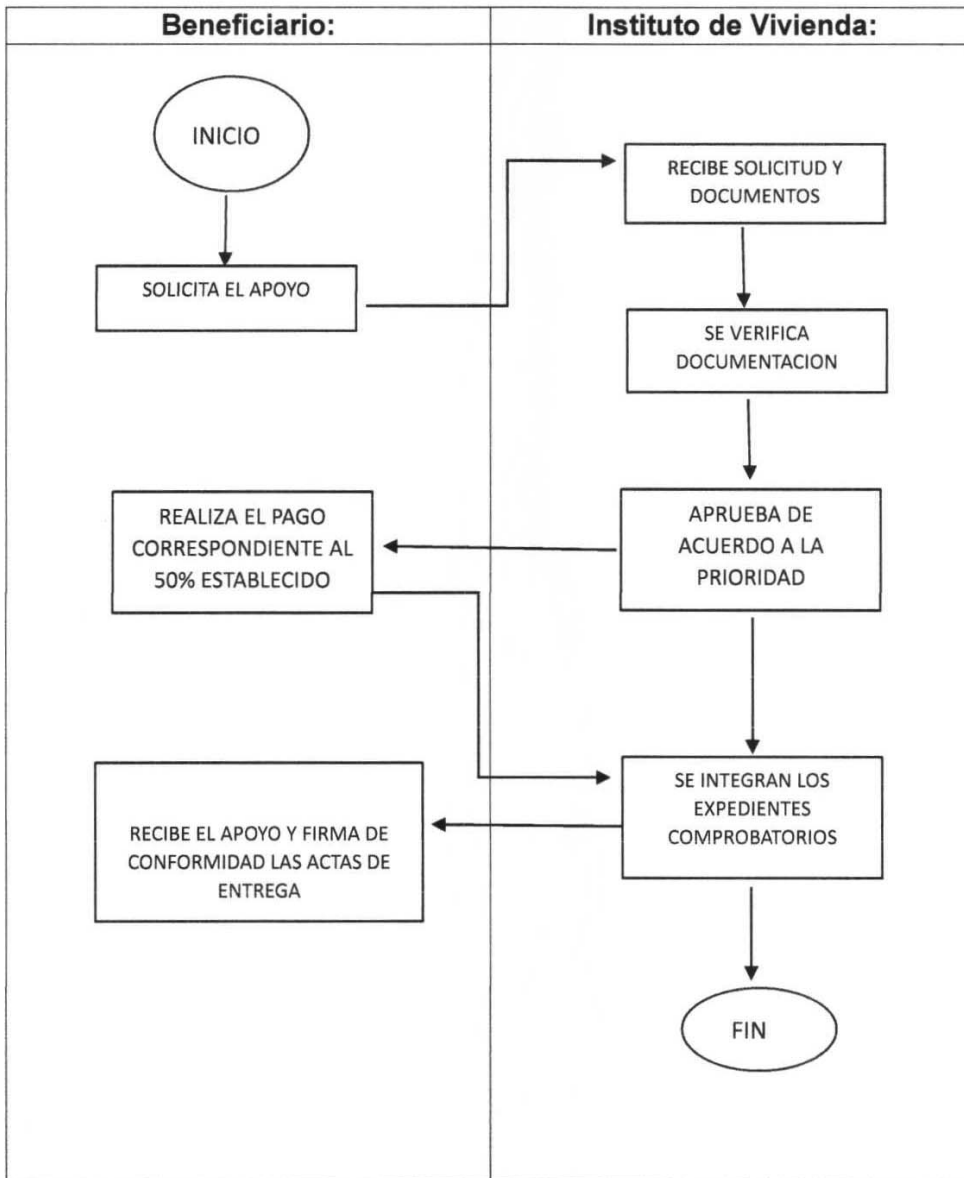 Beneficiario:
Instituto de Vivienda:
INICIO
SOLICITA EL APOYO
RECIBE SOLICITUD Y
DOCUMENTOS
SE VERIFICA
DOCUMENTACION
APRUEBA DE
ACUERDO A LA
PRIORIDAD
REALIZA EL PAGO
CORRESPONDIENTE AL
50% ESTABLECIDO
SE INTEGRAN LOS
EXPEDIENTES
COMPROBATORIOS
RECIBE EL APOYO Y FIRMA DE
CONFORMIDAD LAS ACTAS DE
ENTREGA
FIN